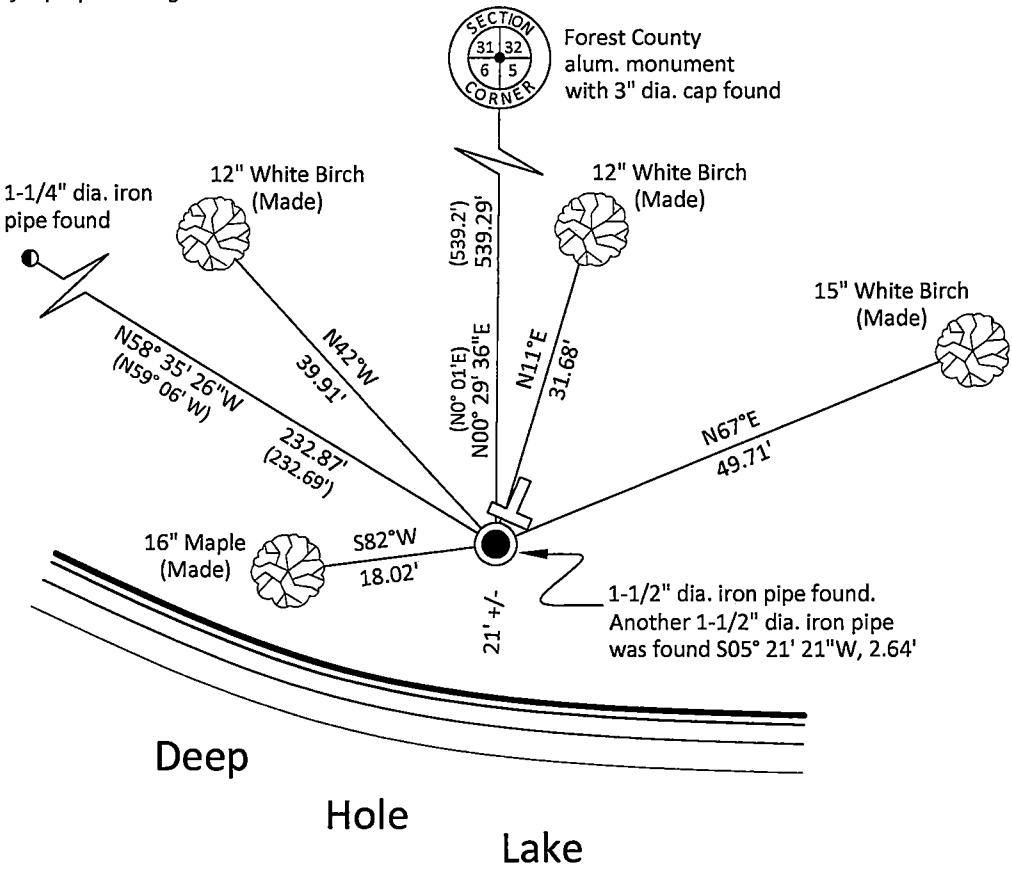 SECTION
31 32
6 5
CORNER
Forest County
alum. monument
with 3" dia. cap found
1-1/4" dia. iron
pipe found
12" White Birch
(Made)
12" White Birch
(Made)
15" White Birch
(Made)
(539.2')
539.29'
(N0° 01'E)
N00° 29' 36"E
N58° 35' 26"W
(N59° 06' W)
232.87'
(232.69')
N42°W
39.91'
N11°E
31.68'
N67°E
49.71'
16" Maple
(Made)
S82°W
18.02'
21' +/-
1-1/2" dia. iron pipe found.
Another 1-1/2" dia. iron pipe
was found S05° 21' 21"W, 2.64'
Deep
Hole
Lake